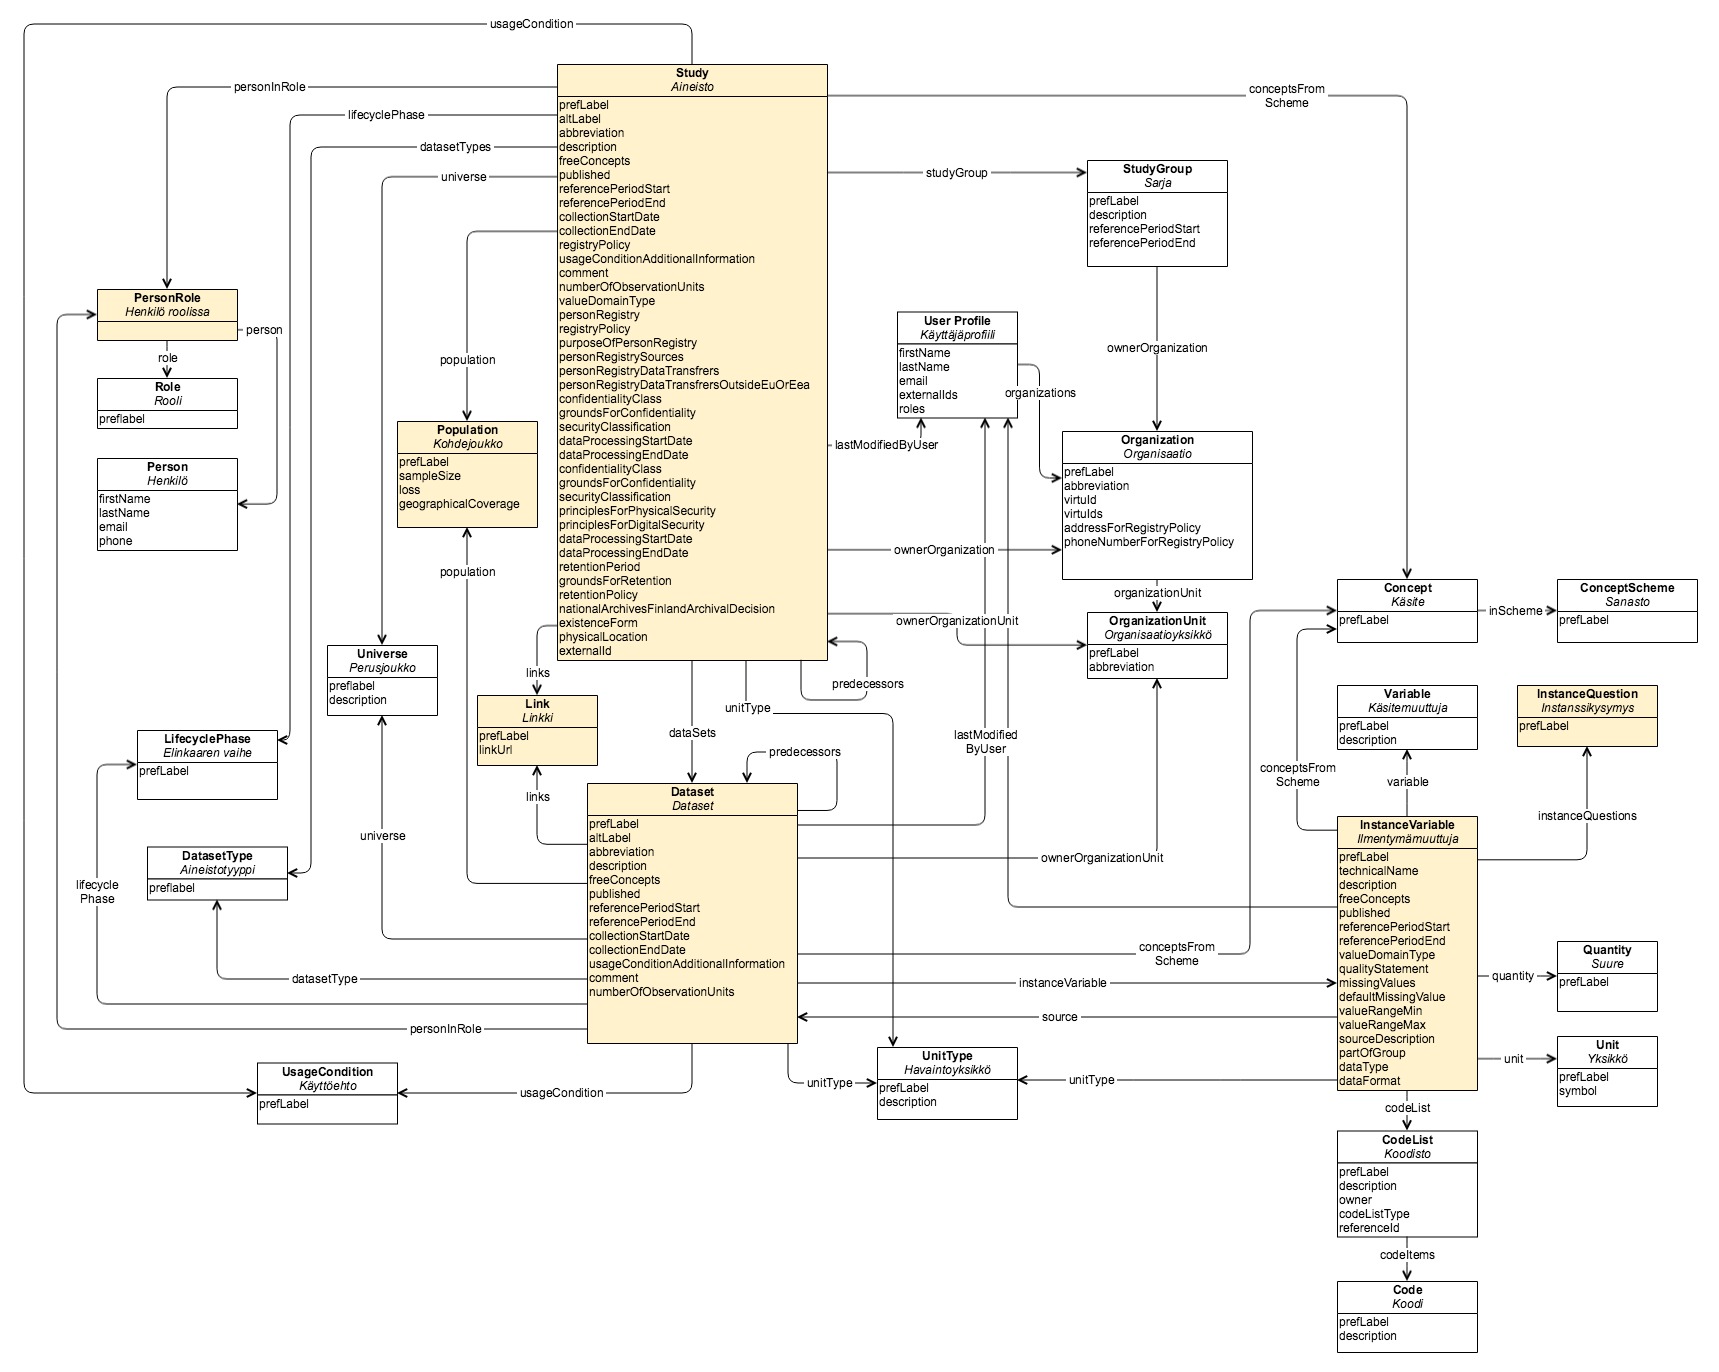 usageCondition
Study
Aineisto
prefLabel
altLabel
abbreviation
description
freeConcepts
published
referencePeriodStart
referencePeriodEnd
collectionStartDate
collectionEndDate
registryPolicy
usageConditionAdditionalInformation
comment
numberOfObservationUnits
valueDomainType
personRegistry
registryPolicy
purposeOfPersonRegistry
personRegistrySources
personRegistryDataTransfrers
personRegistryDataTransfrersOutsideEuOrEea
confidentialityClass
groundsForConfidentiality
securityClassification
dataProcessingStartDate
dataProcessingEndDate
confidentialityClass
groundsForConfidentiality
securityClassification
principlesForPhysicalSecurity
principlesForDigitalSecurity
dataProcessingStartDate
dataProcessingEndDate
retentionPeriod
groundsForRetention
retentionPolicy
nationalArchivesFinlandArchivalDecision
existenceForm
physicalLocation
externalId
personInRole
lifecyclePhase
datasetTypes
universe
conceptsFrom
Scheme
studyGroup
StudyGroup
Sarja
prefLabel
description
referencePeriodStart
referencePeriodEnd
ownerOrganization
PersonRole
Henkilö roolissa
person
role
Role
Rooli
preflabel
Person
Henkilö
firstName
lastName
email
phone
population
Population
Kohdejoukko
prefLabel
sampleSize
loss
geographicalCoverage
population
User Profile
Käyttäjäprofiili
firstName
lastName
email
externalIds
roles
organizations
lastModifiedByUser
Organization
Organisaatio
prefLabel
abbreviation
virtuId
virtuIds
addressForRegistryPolicy
phoneNumberForRegistryPolicy
ownerOrganization
organizationUnit
ownerOrganizationUnit
OrganizationUnit
Organisaatioyksikkö
prefLabel
abbreviation
Concept
Käsite
prefLabel
inScheme
ConceptScheme
Sanasto
prefLabel
Universe
Perusjoukko
preflabel
description
links
Link
Linkki
prefLabel
linkUrl
links
predecessors
unitType
dataSets
predecessors
lastModified
ByUser
Variable
Käsitemuuttuja
prefLabel
description
variable
InstanceQuestion
Instanssikysymys
prefLabel
instanceQuestions
conceptsFrom
Scheme
LifecyclePhase
Elinkaaren vaihe
prefLabel
universe
DatasetType
Aineistotyyppi
preflabel
lifecycle
Phase
Dataset
Dataset
prefLabel
altLabel
abbreviation
description
freeConcepts
published
referencePeriodStart
referencePeriodEnd
collectionStartDate
collectionEndDate
usageConditionAdditionalInformation
comment
numberOfObservationUnits
ownerOrganizationUnit
conceptsFrom
Scheme
instanceVariable
source
datasetType
personInRole
InstanceVariable
Ilmentymämuuttuja
prefLabel
technicalName
description
freeConcepts
published
referencePeriodStart
referencePeriodEnd
valueDomainType
qualityStatement
missingValues
defaultMissingValue
valueRangeMin
valueRangeMax
sourceDescription
partOfGroup
dataType
dataFormat
quantity
Quantity
Suure
prefLabel
unit
Unit
Yksikkö
prefLabel
symbol
UsageCondition
Käyttöehto
prefLabel
usageCondition
unitType
UnitType
Havaintoyksikkö
prefLabel
description
unitType
codeList
CodeList
Koodisto
prefLabel
description
owner
codeListType
referenceId
codeItems
Code
Koodi
prefLabel
description